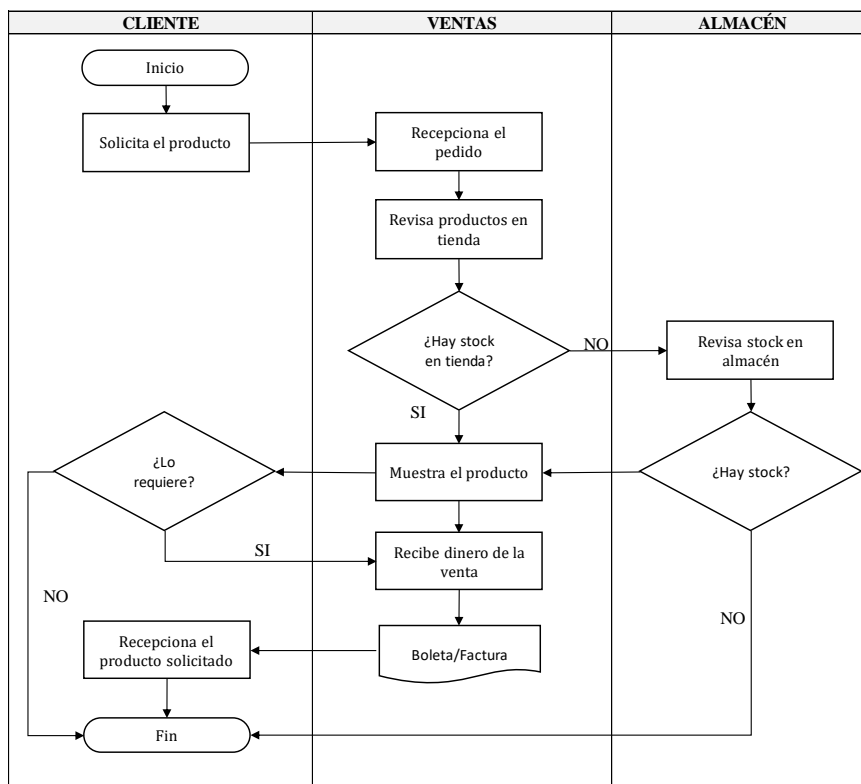 CLIENTE
VENTAS
ALMACÉN
Inicio
Solicita el producto
Recepciona el
pedido
Revisa productos en
tienda
¿Hay stock
en tienda?
NO
Revisa stock en
almacén
SI
¿Lo
requiere?
Muestra el producto
¿Hay stock?
SI
Recibe dinero de la
venta
NO
NO
Recepciona el
producto solicitado
Boleta/Factura
Fin